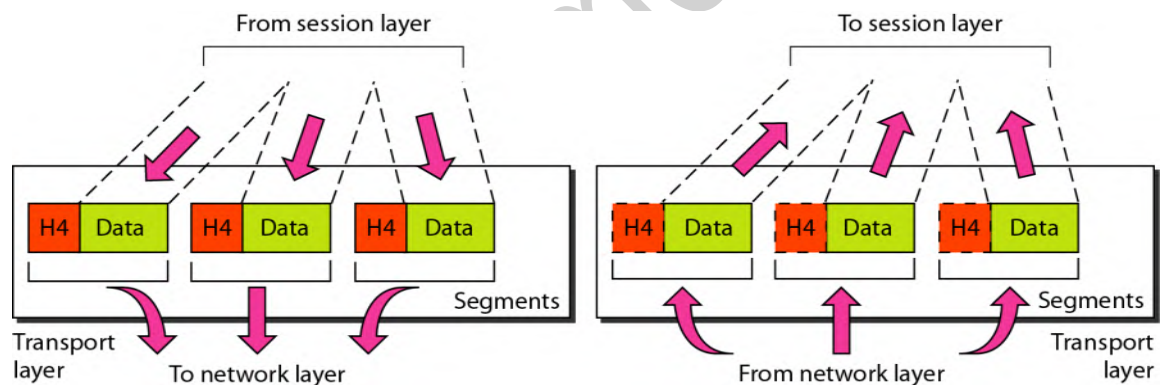 From session layer
H4 Data H4 Data H4 Data
Segments
Transport
layer
To network layer
To session layer
H4 Data H4 Data H4 Data
Segments
Transport
layer
From network layer